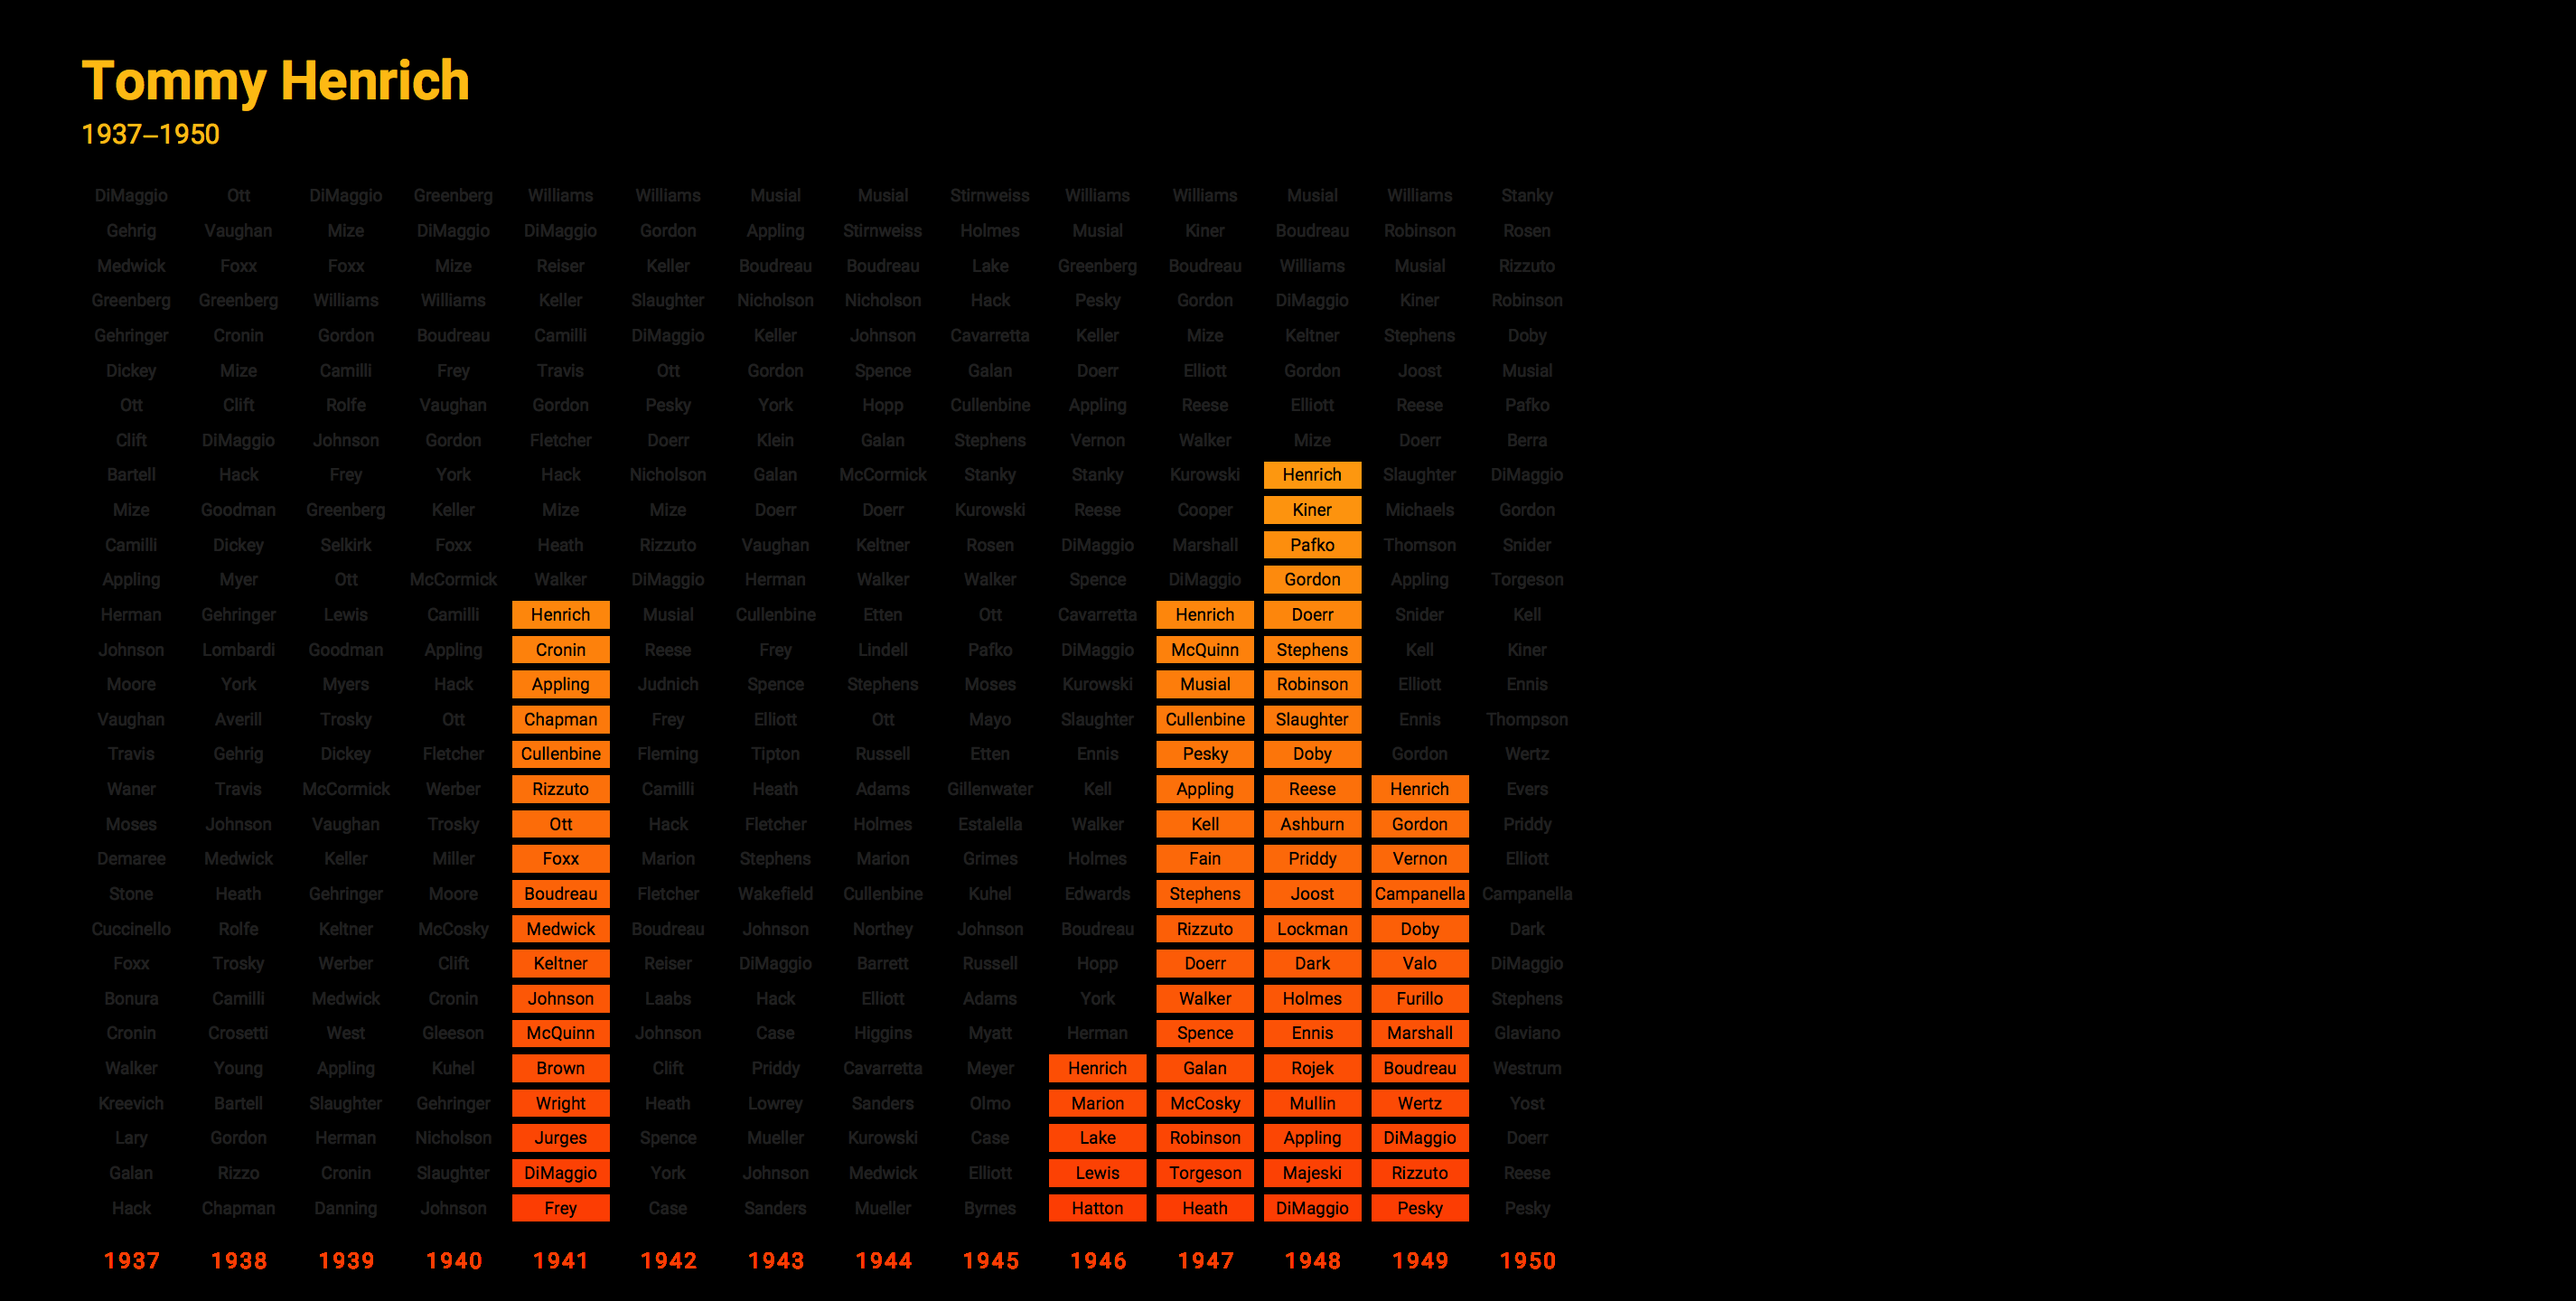 Tommy Henrich
1937–1950
DiMaggio Ott DiMaggio Greenberg Williams Williams Musial Musial Stirnweiss Williams Williams Musial Williams Stanky
Gehrig Vaughan Mize DiMaggio DiMaggio Gordon Appling Stirnweiss Holmes Musial Kiner Boudreau Robinson Rosen
Medwick Foxx Foxx Mize Reiser Keller Boudreau Boudreau Lake Greenberg Boudreau Williams Musial Rizzuto
Greenberg Greenberg Williams Williams Keller Slaughter Nicholson Nicholson Hack Pesky Gordon DiMaggio Kiner Robinson
Gehringer Cronin Gordon Boudreau Camilli DiMaggio Keller Johnson Cavarretta Keller Mize Keltner Stephens Doby
Dickey Mize Camilli Frey Travis Ott Gordon Spence Galan Doerr Elliott Gordon Joost Musial
Ott Clift Rolfe Vaughan Gordon Pesky York Hopp Cullenbine Appling Reese Elliott Reese Pafko
Clift DiMaggio Johnson Gordon Fletcher Doerr Klein Galan Stephens Vernon Walker Mize Doerr Berra
Bartell Hack Frey York Hack Nicholson Galan McCormick Stanky Stanky Kurowski Henrich Slaughter DiMaggio
Mize Goodman Greenberg Keller Mize Mize Doerr Doerr Kurowski Reese Cooper Kiner Michaels Gordon
Camilli Dickey Selkirk Foxx Heath Rizzuto Vaughan Keltner Rosen DiMaggio Marshall Pafko Thomson Snider
Appling Myer Ott McCormick Walker DiMaggio Herman Walker Walker Spence DiMaggio Gordon Appling Torgeson
Herman Gehringer Lewis Camilli Henrich Musial Cullenbine Etten Ott Cavarretta Henrich Doerr Snider Kell
Johnson Lombardi Goodman Appling Cronin Reese Frey Lindell Pafko DiMaggio McQuinn Stephens Kell Kiner
Moore York Myers Hack Appling Judnich Spence Stephens Moses Kurowski Musial Robinson Elliott Ennis
Vaughan Averill Trosky Ott Chapman Frey Elliott Ott Mayo Slaughter Cullenbine Slaughter Ennis Thompson
Travis Gehrig Dickey Fletcher Cullenbine Fleming Tipton Russell Etten Ennis Pesky Doby Gordon Wertz
Waner Travis McCormick Werber Rizzuto Camilli Heath Adams Gillenwater Kell Appling Reese Henrich Evers
Moses Johnson Vaughan Trosky Ott Hack Fletcher Holmes Estalella Walker Kell Ashburn Gordon Priddy
Demaree Medwick Keller Miller Foxx Marion Stephens Marion Grimes Holmes Fain Priddy Vernon Elliott
Stone Heath Gehringer Moore Boudreau Fletcher Wakefield Cullenbine Kuhel Edwards Stephens Joost Campanella Campanella
Cuccinello Rolfe Keltner McCosky Medwick Boudreau Johnson Northey Johnson Boudreau Rizzuto Lockman Doby Dark
Foxx Trosky Werber Clift Keltner Reiser DiMaggio Barrett Russell Hopp Doerr Dark Valo DiMaggio
Bonura Camilli Medwick Cronin Johnson Laabs Hack Elliott Adams York Walker Holmes Furillo Stephens
Cronin Crosetti West Gleeson McQuinn Johnson Case Higgins Myatt Herman Spence Ennis Marshall Glaviano
Walker Young Appling Kuhel Brown Clift Priddy Cavarretta Meyer Henrich Galan Rojek Boudreau Westrum
Kreevich Bartell Slaughter Gehringer Wright Heath Lowrey Sanders Olmo Marion McCosky Mullin Wertz Yost
Lary Gordon Herman Nicholson Jurges Spence Mueller Kurowski Case Lake Robinson Appling DiMaggio Doerr
Galan Rizzo Cronin Slaughter DiMaggio York Johnson Medwick Elliott Lewis Torgeson Majeski Rizzuto Reese
Hack Chapman Danning Johnson Frey Case Sanders Mueller Byrnes Hatton Heath DiMaggio Pesky Pesky
1937 1938 1939 1940 1941 1942 1943 1944 1945 1946 1947 1948 1949 1950